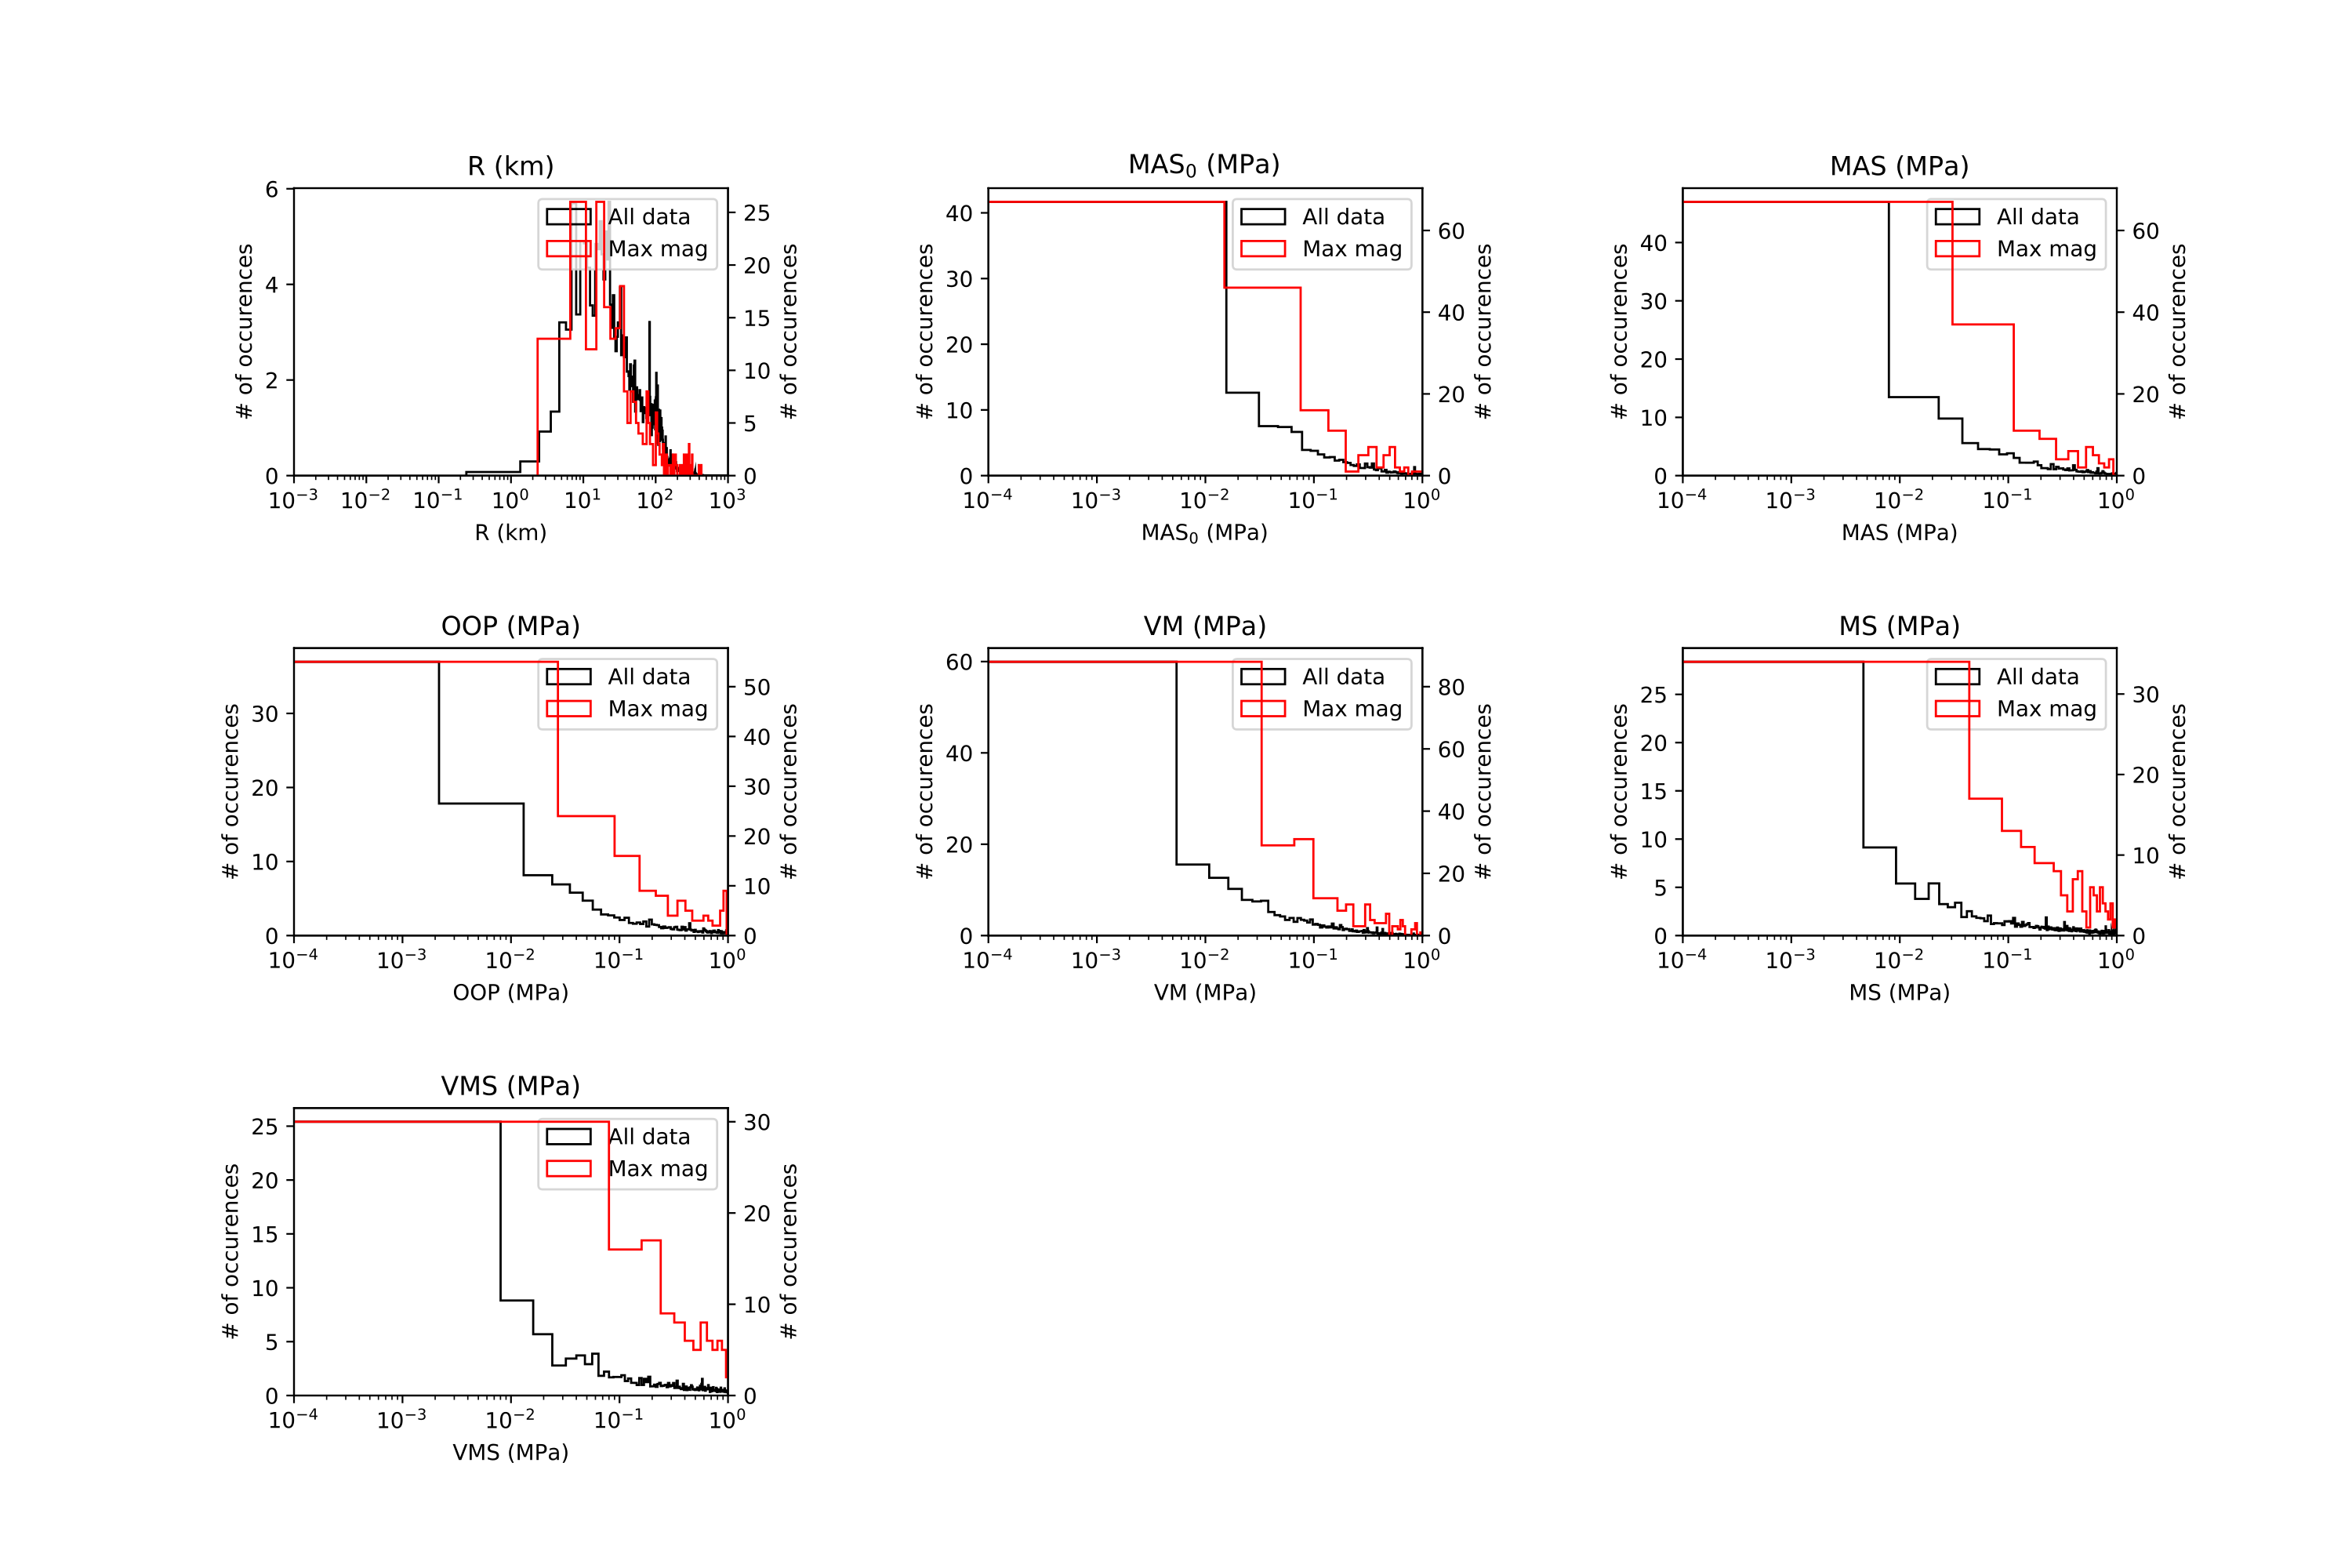 R (km)
6
4
2
0
# of occurences
All data
Max mag
25
20
15
10
5
0
# of occurences
10⁻³ 10⁻² 10⁻¹ 10⁰ 10¹ 10² 10³
R (km)
MAS₀ (MPa)
40
30
20
10
0
# of occurences
All data
Max mag
60
40
20
0
# of occurences
10⁻⁴ 10⁻³ 10⁻² 10⁻¹ 10⁰
MAS₀ (MPa)
MAS (MPa)
40
30
20
10
0
# of occurences
All data
Max mag
60
40
20
0
# of occurences
10⁻⁴ 10⁻³ 10⁻² 10⁻¹ 10⁰
MAS (MPa)
OOP (MPa)
30
20
10
0
# of occurences
All data
Max mag
50
40
30
20
10
0
# of occurences
10⁻⁴ 10⁻³ 10⁻² 10⁻¹ 10⁰
OOP (MPa)
VM (MPa)
60
40
20
0
# of occurences
All data
Max mag
80
60
40
20
0
# of occurences
10⁻⁴ 10⁻³ 10⁻² 10⁻¹ 10⁰
VM (MPa)
MS (MPa)
25
20
15
10
5
0
# of occurences
All data
Max mag
30
20
10
0
# of occurences
10⁻⁴ 10⁻³ 10⁻² 10⁻¹ 10⁰
MS (MPa)
VMS (MPa)
25
20
15
10
5
0
# of occurences
All data
Max mag
30
20
10
0
# of occurences
10⁻⁴ 10⁻³ 10⁻² 10⁻¹ 10⁰
VMS (MPa)